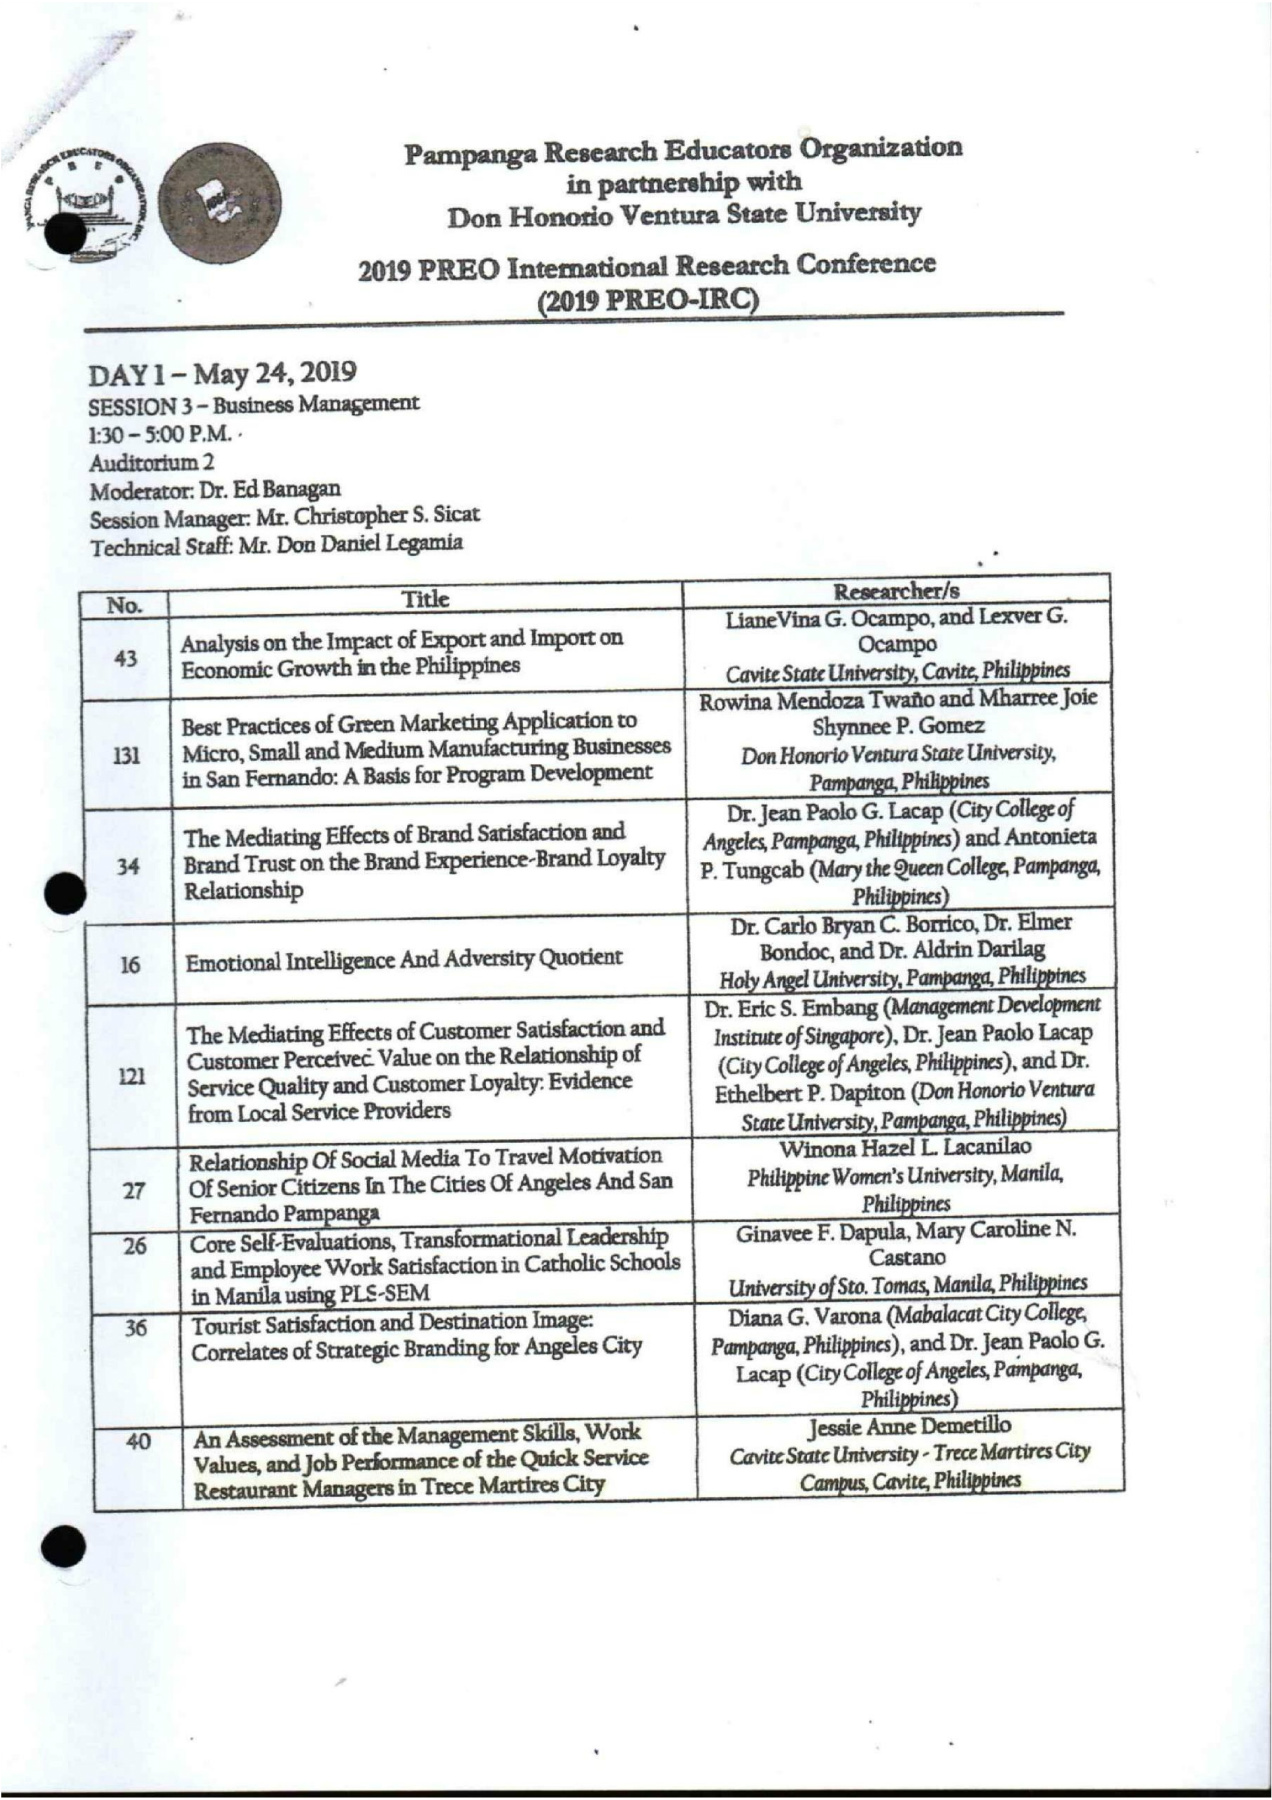 Pampanga Research Educators Organization
in partnership with
Don Honorio Ventura State University
2019 PREO International Research Conference
(2019 PREO-IRC)
DAY 1 – May 24, 2019
SESSION 3 – Business Management
1:30 – 5:00 P.M.
Auditorium 2
Moderator: Dr. Ed Banagan
Session Manager: Mr. Christopher S. Sicat
Technical Staff: Mr. Don Daniel Legamia
No. Title Researcher/s
43
Analysis on the Impact of Export and Import on
Economic Growth in the Philippines
LianeVina G. Ocampo, and Lexver G.
Ocampo
Cavite State University, Cavite, Philippines
131
Best Practices of Green Marketing Application to
Micro, Small and Medium Manufacturing Businesses
in San Fernando: A Basis for Program Development
Rowina Mendoza Twaño and Mharree Joie
Shynnee P. Gomez
Don Honorio Ventura State University,
Pampanga, Philippines
34
The Mediating Effects of Brand Satisfaction and
Brand Trust on the Brand Experience-Brand Loyalty
Relationship
Dr. Jean Paolo G. Lacap (City College of
Angeles, Pampanga, Philippines) and Antonieta
P. Tungcab (Mary the Queen College, Pampanga,
Philippines)
16
Emotional Intelligence And Adversity Quotient
Dr. Carlo Bryan C. Borrico, Dr. Elmer
Bondoc, and Dr. Aldrin Darilag
Holy Angel University, Pampanga, Philippines
121
The Mediating Effects of Customer Satisfaction and
Customer Perceived Value on the Relationship of
Service Quality and Customer Loyalty: Evidence
from Local Service Providers
Dr. Eric S. Embang (Management Development
Institute of Singapore), Dr. Jean Paolo Lacap
(City College of Angeles, Philippines), and Dr.
Ethelbert P. Dapiton (Don Honorio Ventura
State University, Pampanga, Philippines)
27
Relationship Of Social Media To Travel Motivation
Of Senior Citizens In The Cities Of Angeles And San
Fernando Pampanga
Winona Hazel L. Lacanilao
Philippine Women's University, Manila,
Philippines
26
Core Self-Evaluations, Transformational Leadership
and Employee Work Satisfaction in Catholic Schools
in Manila using PLS-SEM
Ginavee F. Dapula, Mary Caroline N.
Castano
University of Sto. Tomas, Manila, Philippines
36
Tourist Satisfaction and Destination Image:
Correlates of Strategic Branding for Angeles City
Diana G. Varona (Mabalacat City College,
Pampanga, Philippines), and Dr. Jean Paolo G.
Lacap (City College of Angeles, Pampanga,
Philippines)
40
An Assessment of the Management Skills, Work
Values, and Job Performance of the Quick Service
Restaurant Managers in Trece Martires City
Jessie Anne Demetillo
Cavite State University - Trece Martires City
Campus, Cavite, Philippines